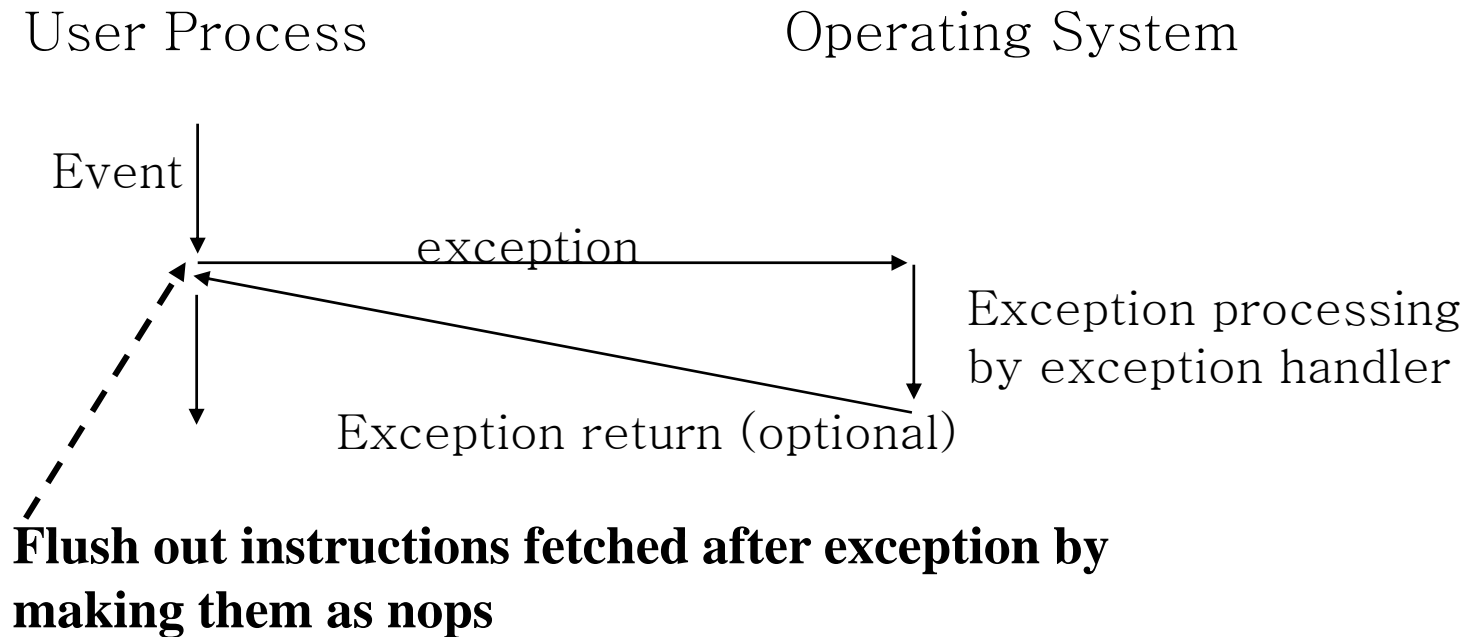 User Process
Operating System
Event
exception
Exception processing
by exception handler
Exception return (optional)
Flush out instructions fetched after exception by
making them as nops